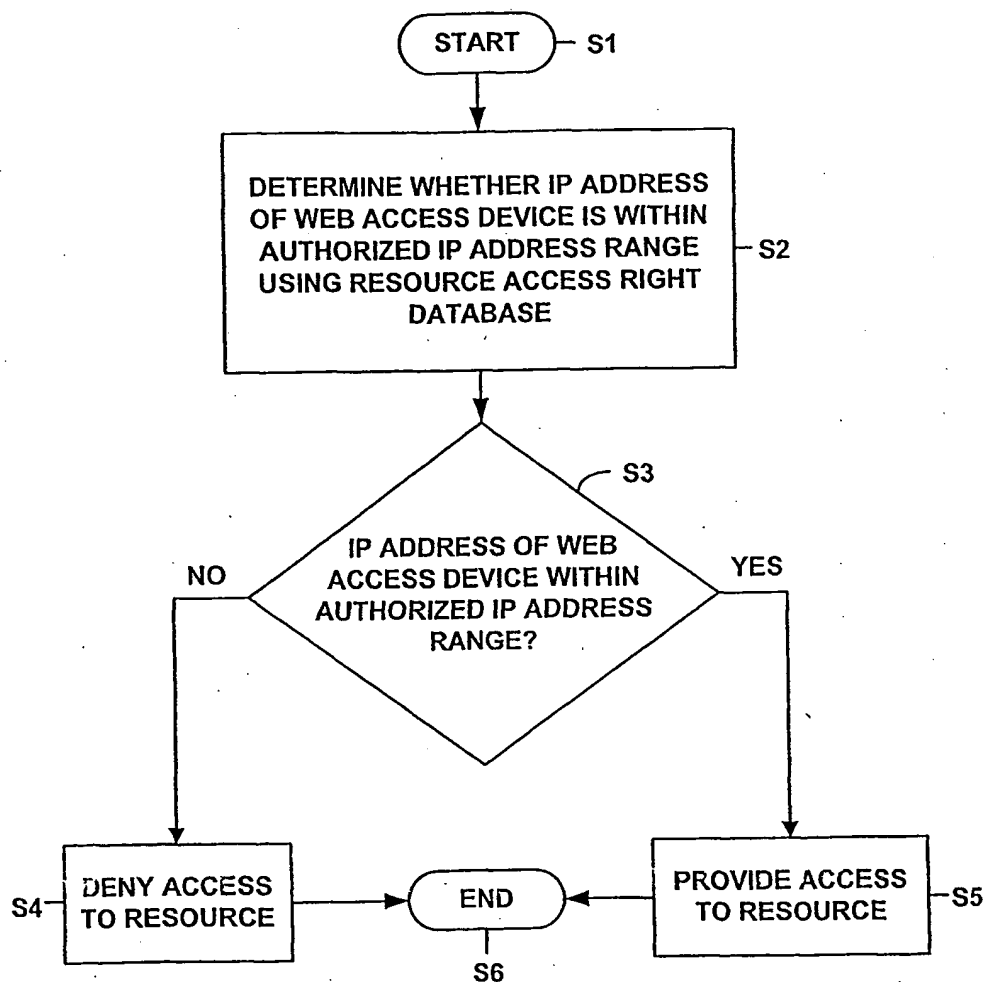 START
S1
DETERMINE WHETHER IP ADDRESS
OF WEB ACCESS DEVICE IS WITHIN
AUTHORIZED IP ADDRESS RANGE
USING RESOURCE ACCESS RIGHT
DATABASE
S2
S3
IP ADDRESS OF WEB
ACCESS DEVICE WITHIN
AUTHORIZED IP ADDRESS
RANGE?
NO
YES
S4
DENY ACCESS
TO RESOURCE
END
S6
PROVIDE ACCESS
TO RESOURCE
S5